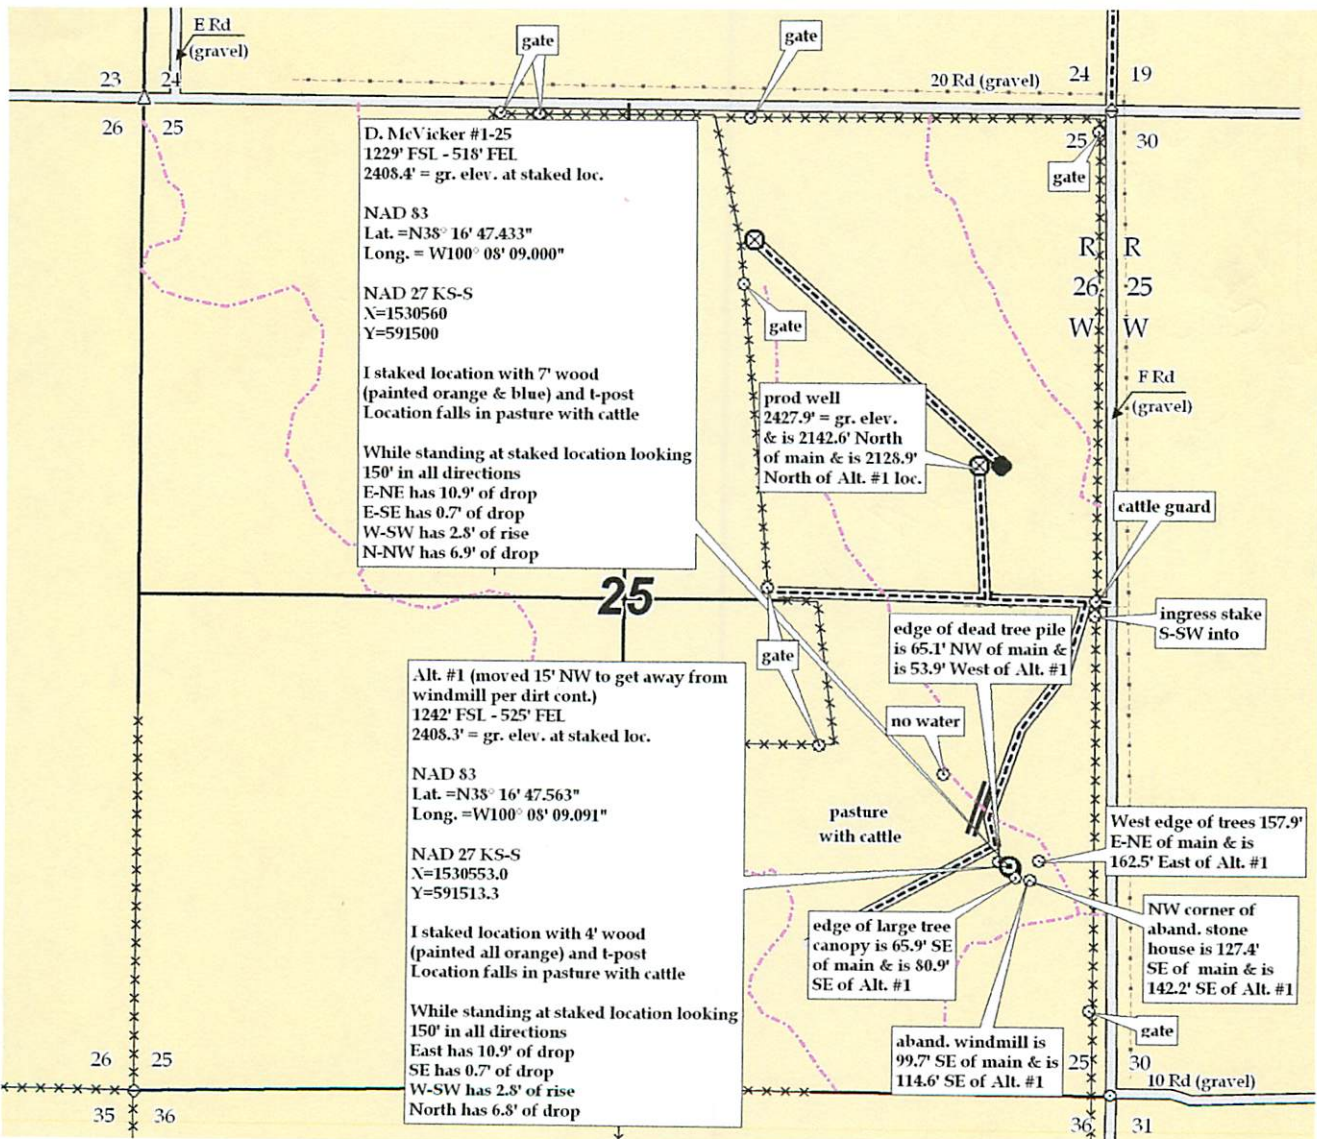 E Rd
(gravel)
gate
gate
23
24
20 Rd (gravel)
24
19
26
25
25
30
gate
D. McVicker #1-25
1229' FSL - 518' FEL
2408.4' = gr. elev. at staked loc.
NAD 83
Lat. =N38° 16' 47.433"
Long. = W100° 08' 09.000"
NAD 27 KS-S
X=1530560
Y=591500
I staked location with 7' wood
(painted orange & blue) and t-post
Location falls in pasture with cattle
While standing at staked location looking
150' in all directions
E-NE has 10.9' of drop
E-SE has 0.7' of drop
W-SW has 2.8' of rise
N-NW has 6.9' of drop
R
R
26
25
W
W
gate
F Rd
(gravel)
prod well
2427.9' = gr. elev.
& is 2142.6' North
of main & is 2128.9'
North of Alt. #1 loc.
cattle guard
25
ingress stake
S-SW into
edge of dead tree pile
is 65.1' NW of main &
is 53.9' West of Alt. #1
gate
no water
Alt. #1 (moved 15' NW to get away from
windmill per dirt cont.)
1242' FSL - 525' FEL
2408.3' = gr. elev. at staked loc.
NAD 83
Lat. =N38° 16' 47.563"
Long. =W100° 08' 09.091"
NAD 27 KS-S
X=1530553.0
Y=591513.3
I staked location with 4' wood
(painted all orange) and t-post
Location falls in pasture with cattle
While standing at staked location looking
150' in all directions
East has 10.9' of drop
SE has 0.7' of drop
W-SW has 2.8' of rise
North has 6.8' of drop
pasture
with cattle
West edge of trees 157.9'
E-NE of main & is
162.5' East of Alt. #1
edge of large tree
canopy is 65.9' SE
of main & is 80.9'
SE of Alt. #1
NW corner of
aband. stone
house is 127.4'
SE of main & is
142.2' SE of Alt. #1
gate
aband. windmill is
99.7' SE of main & is
114.6' SE of Alt. #1
26
25
25
30
10 Rd (gravel)
35
36
36
31